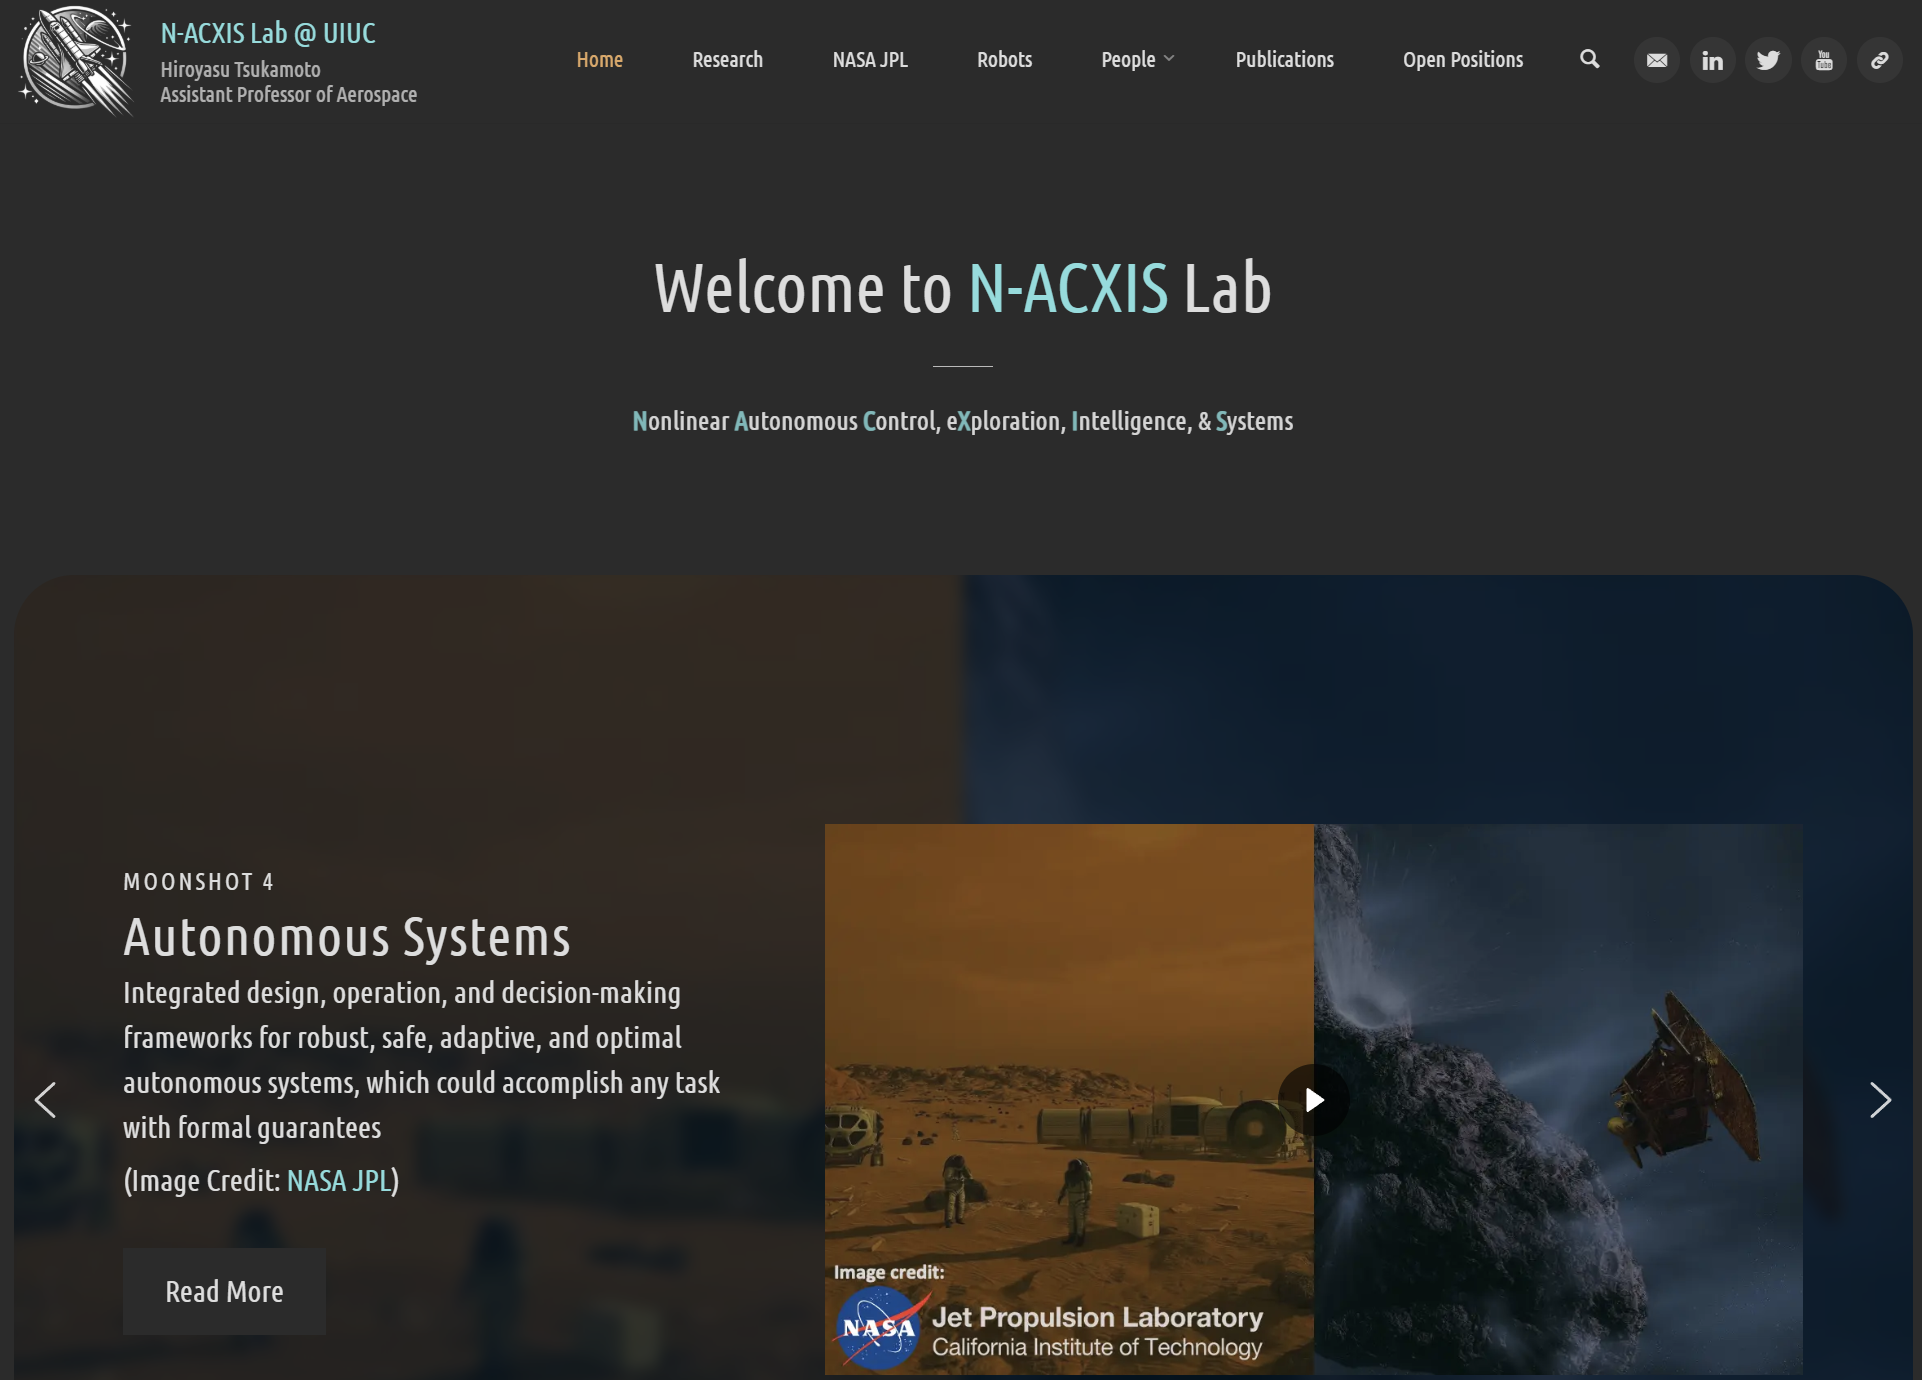 N-ACXIS Lab @ UIUC
Hiroyasu Tsukamoto
Assistant Professor of Aerospace
Home
Research
NASA JPL
Robots
People
Publications
Open Positions
You
Tube
Welcome to N-ACXIS Lab
Nonlinear Autonomous Control, eXploration, Intelligence, & Systems
MOONSHOT 4
Autonomous Systems
Integrated design, operation, and decision-making
frameworks for robust, safe, adaptive, and optimal
autonomous systems, which could accomplish any task
with formal guarantees
(Image Credit: NASA JPL)
Read More
Image credit:
NASA
Jet Propulsion Laboratory
California Institute of Technology